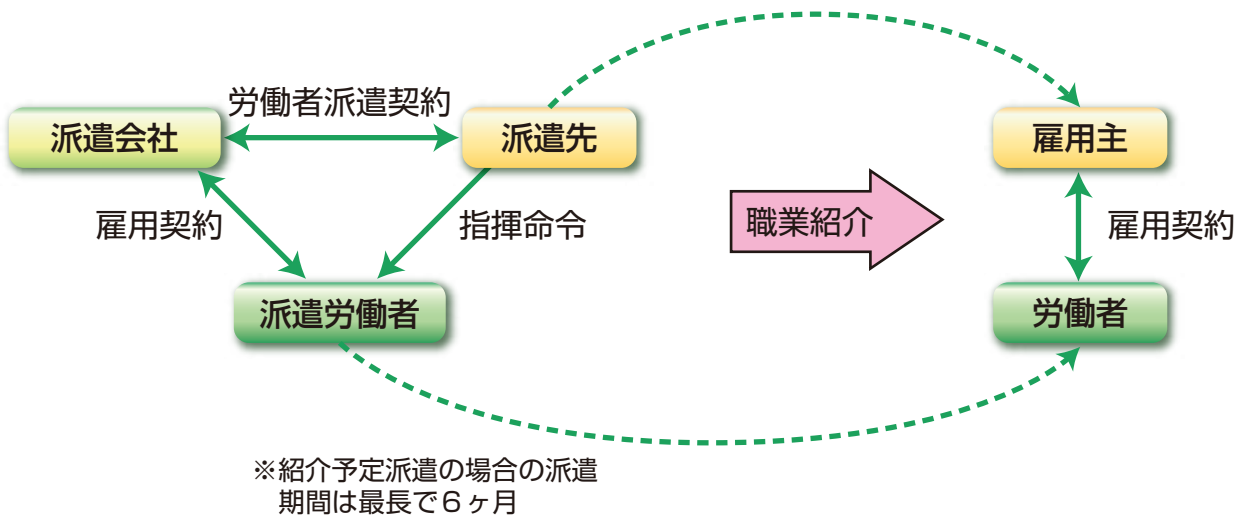 労働者派遣契約
派遣会社
派遣先
雇用主
雇用契約
指揮命令
職業紹介
雇用契約
派遣労働者
労働者
※紹介予定派遣の場合の派遣
期間は最長で６ヶ月